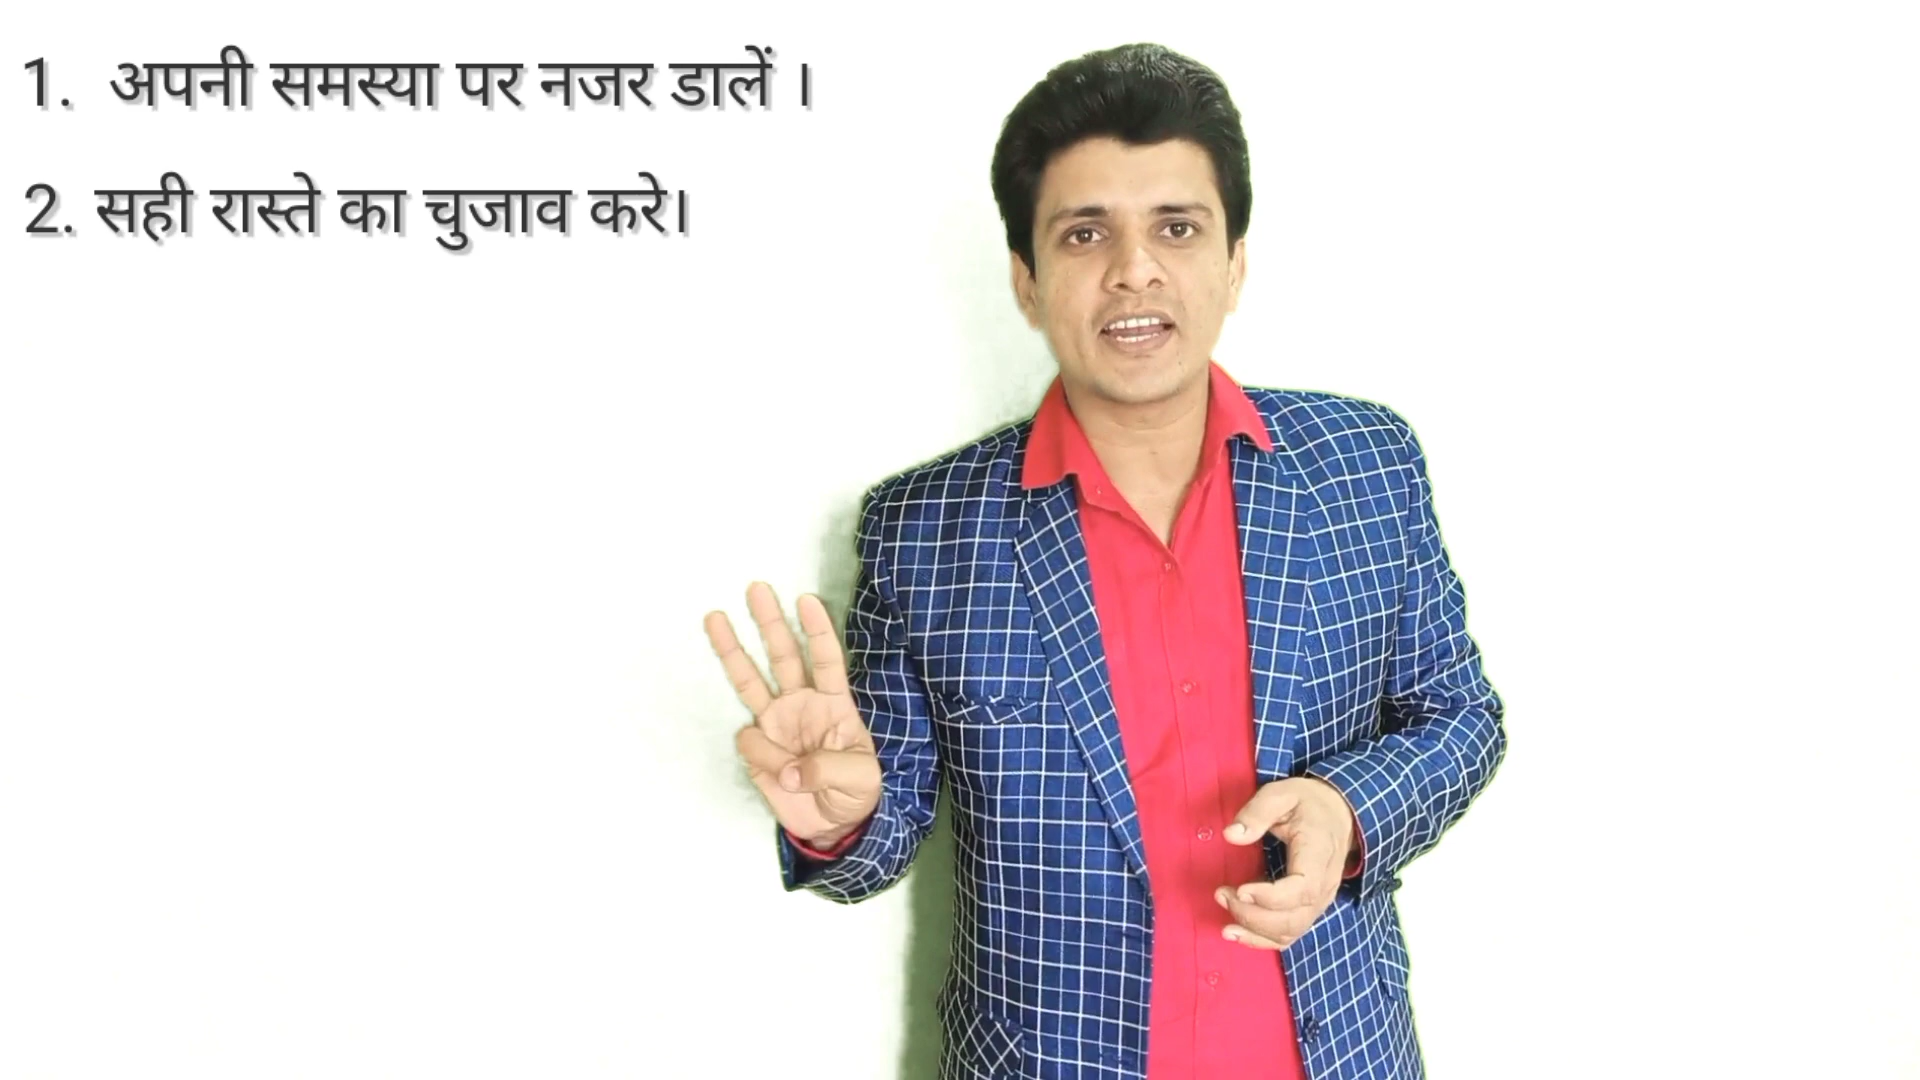 1. अपनी समस्या पर नजर डालें ।
2. सही रास्ते का चुजाव करे।